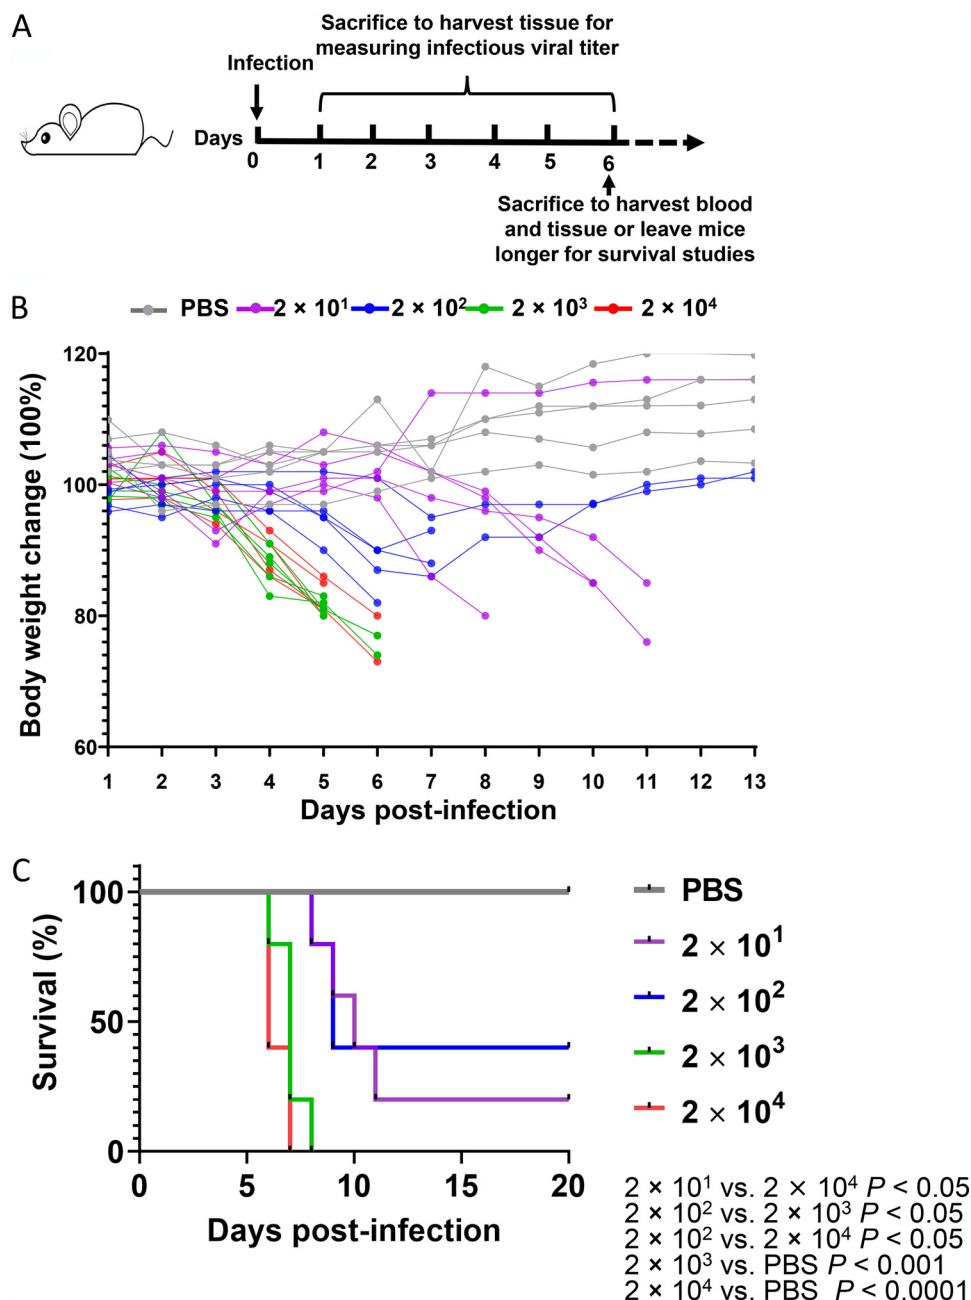 A
Sacrifice to harvest tissue for
measuring infectious viral titer
Infection
Days
0 1 2 3 4 5 6
Sacrifice to harvest blood
and tissue or leave mice
longer for survival studies
B
PBS 2 × 10¹ 2 × 10² 2 × 10³ 2 × 10⁴
Body weight change (100%)
120
100
80
60
1 2 3 4 5 6 7 8 9 10 11 12 13
Days post-infection
C
Survival (%)
100
50
0
0 5 10 15 20
Days post-infection
PBS
2 × 10¹
2 × 10²
2 × 10³
2 × 10⁴
2 × 10¹ vs. 2 × 10⁴ P < 0.05
2 × 10² vs. 2 × 10³ P < 0.05
2 × 10² vs. 2 × 10⁴ P < 0.05
2 × 10³ vs. PBS P < 0.001
2 × 10⁴ vs. PBS P < 0.0001